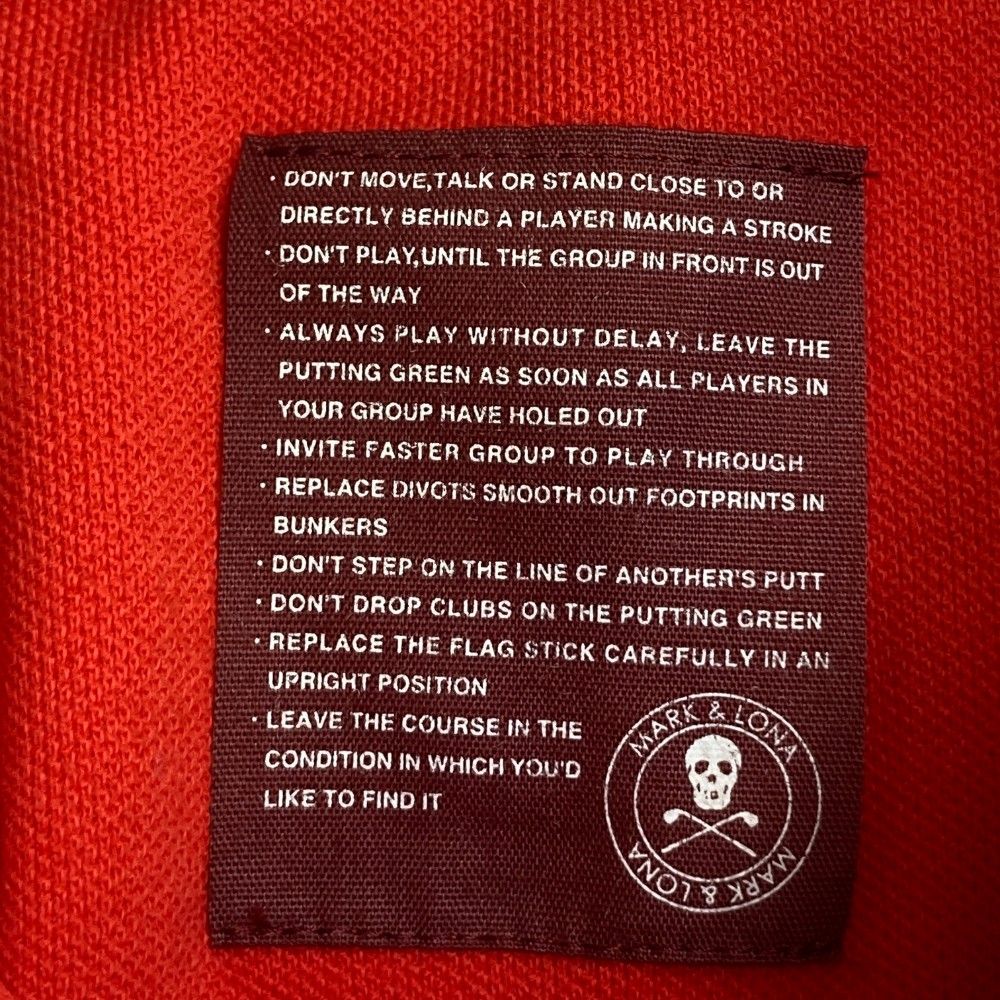 · DON'T MOVE,TALK OR STAND CLOSE TO OR
DIRECTLY BEHIND A PLAYER MAKING A STROKE
· DON'T PLAY,UNTIL THE GROUP IN FRONT IS OUT
OF THE WAY
· ALWAYS PLAY WITHOUT DELAY, LEAVE THE
PUTTING GREEN AS SOON AS ALL PLAYERS IN
YOUR GROUP HAVE HOLED OUT
· INVITE FASTER GROUP TO PLAY THROUGH
· REPLACE DIVOTS SMOOTH OUT FOOTPRINTS IN
BUNKERS
· DON'T STEP ON THE LINE OF ANOTHER'S PUTT
· DON'T DROP CLUBS ON THE PUTTING GREEN
· REPLACE THE FLAG STICK CAREFULLY IN AN
UPRIGHT POSITION
· LEAVE THE COURSE IN THE
CONDITION IN WHICH YOU'D
LIKE TO FIND IT
MARK & LONA
MARK & LONA